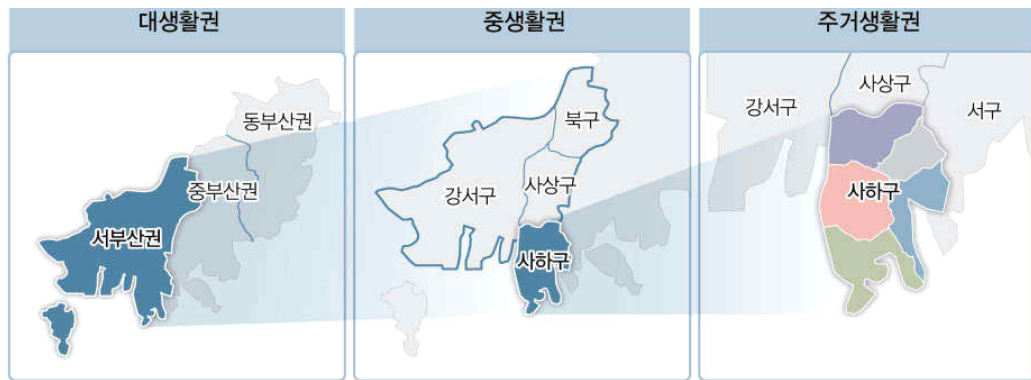 대생활권
중생활권
주거생활권
동부산권
중부산권
서부산권
북구
사상구
강서구
사하구
사상구
강서구
서구
사하구